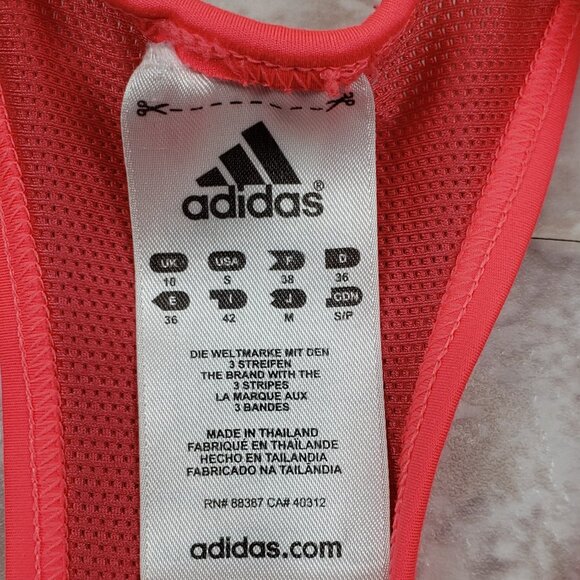 adidas®
UK USA F D
10 S 38 36
E I J CDN
36 42 M S/P
DIE WELTMARKE MIT DEN
3 STREIFEN
THE BRAND WITH THE
3 STRIPES
LA MARQUE AUX
3 BANDES
MADE IN THAILAND
FABRIQUÉ EN THAÏLANDE
HECHO EN TAILANDIA
FABRICADO NA TAILÂNDIA
RN# 88387 CA# 40312
adidas.com